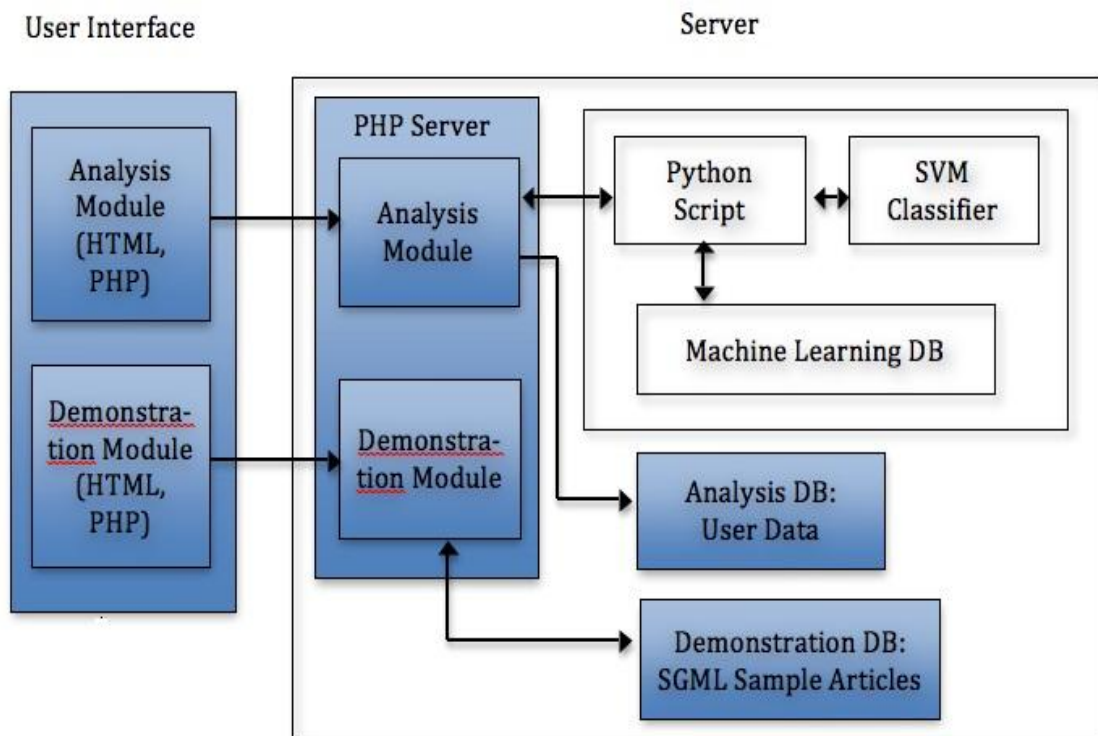 User Interface
Server
Analysis
Module
(HTML,
PHP)
Demonstra-
tion Module
(HTML,
PHP)
PHP Server
Analysis
Module
Demonstra-
tion Module
Python
Script
SVM
Classifier
Machine Learning DB
Analysis DB:
User Data
Demonstration DB:
SGML Sample Articles